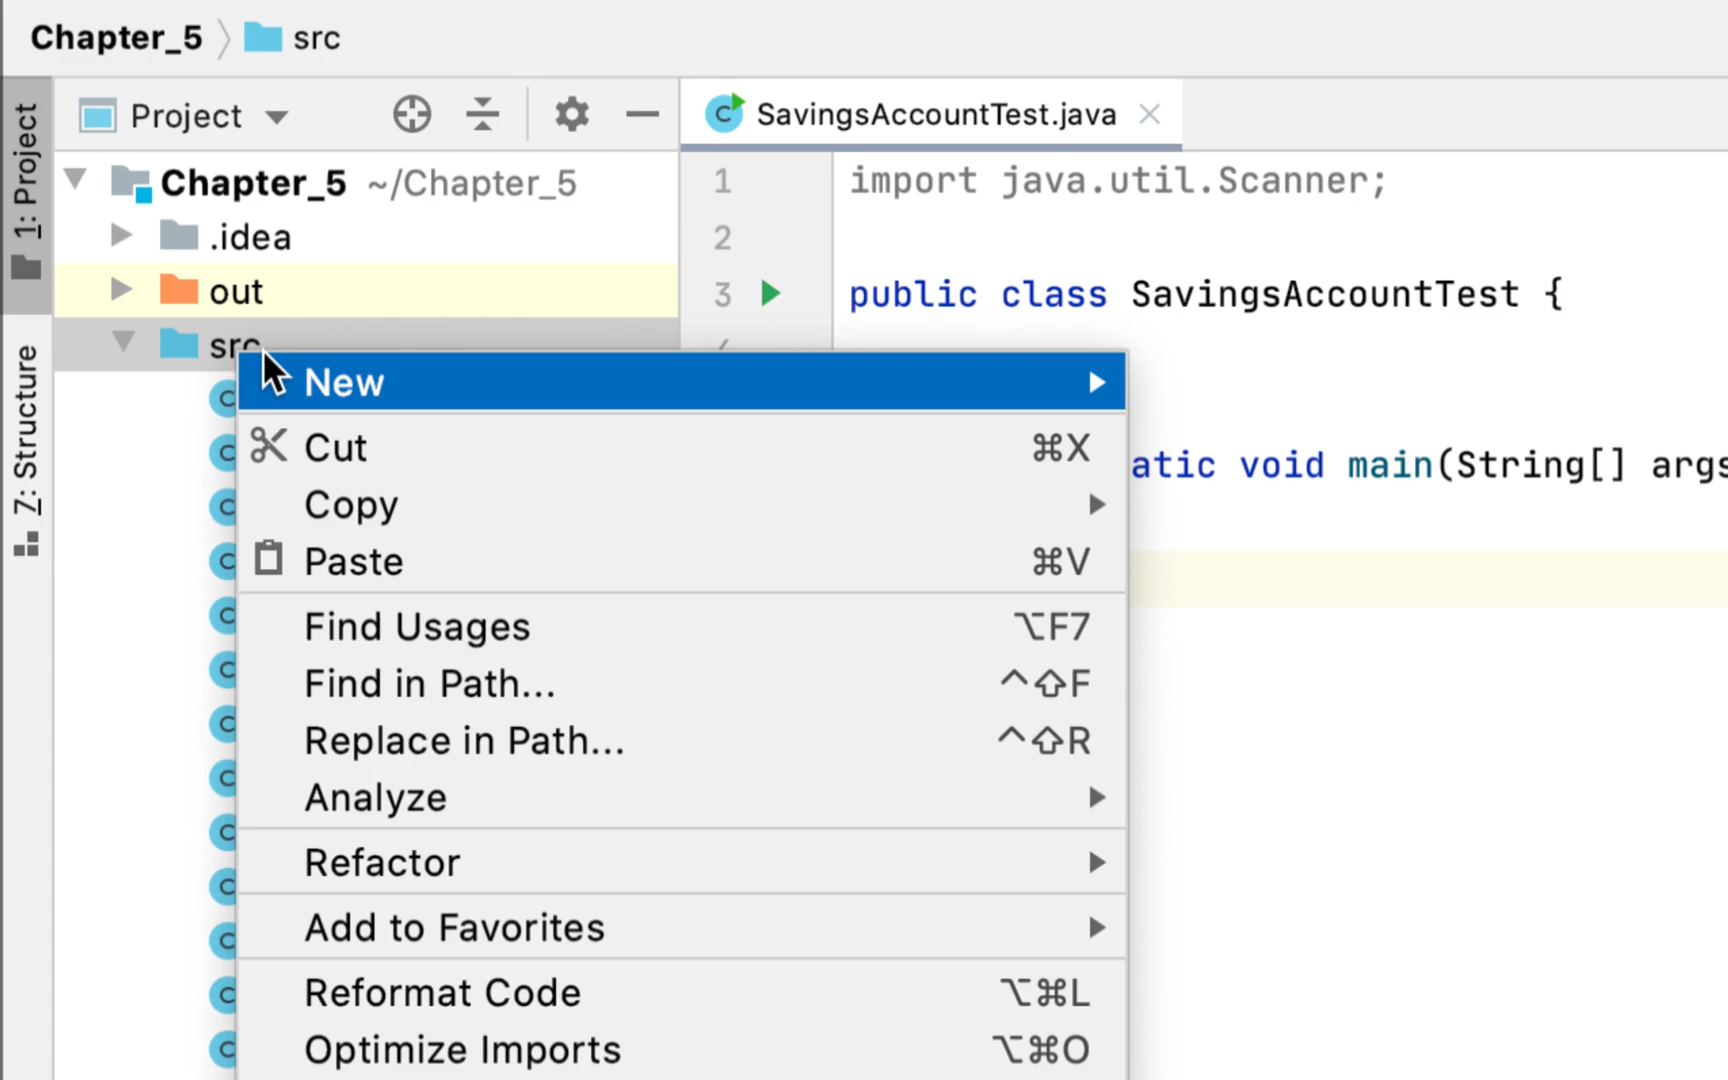 Chapter_5 src
1: Project
Z: Structure
Project
Chapter_5 ~/Chapter_5
.idea
out
src
SavingsAccountTest.java
1 import java.util.Scanner;
2
3 public class SavingsAccountTest {
atic void main(String[] args
New
Cut ⌘X
Copy
Paste ⌘V
Find Usages ⌥F7
Find in Path... ^⇧F
Replace in Path... ^⇧R
Analyze
Refactor
Add to Favorites
Reformat Code ⌥⌘L
Optimize Imports ⌥⌘O